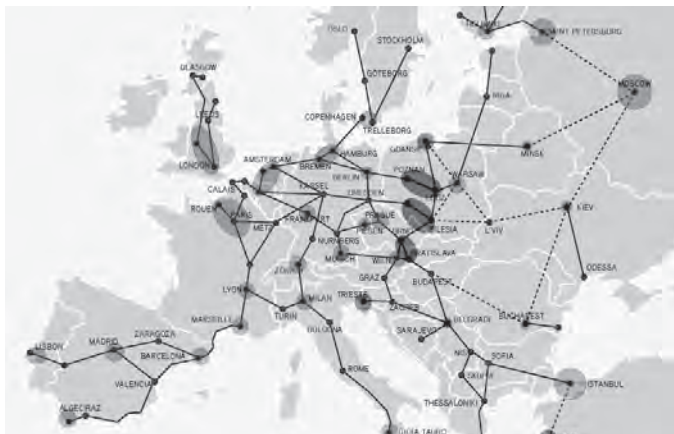 OSLO
STOCKHOLM
SAINT PETERSBURG
GLASGOW
GÖTEBORG
MOSCOW
RIGA
LEEDS
COPENHAGEN
TRELLEBORG
LONDON
AMSTERDAM
BREMEN
HAMBURG
GDANSK
MINSK
BERLIN
POZNAN
WARSAW
CALAIS
KASSEL
DRESDEN
ROUEN
PARIS
METZ
FRANKFURT
PRAGUE
PILSEN
SILESIA
L'VIV
KIEV
NURNBERG
MUNICH
WIEN
BRATISLAVA
BUDAPEST
ODESSA
ZURICH
GRAZ
LYON
MILAN
TRIESTE
ZAGREB
BUCHAREST
MARSEILLE
TURIN
BOLOGNA
BELGRADE
SARAJEVO
LISBON
MADRID
ZARAGOZA
BARCELONA
NIS
SOFIA
VALENCIA
ROME
SKOPJE
ISTANBUL
ALGECIRAZ
THESSALONIKI
GIOIA TAURO